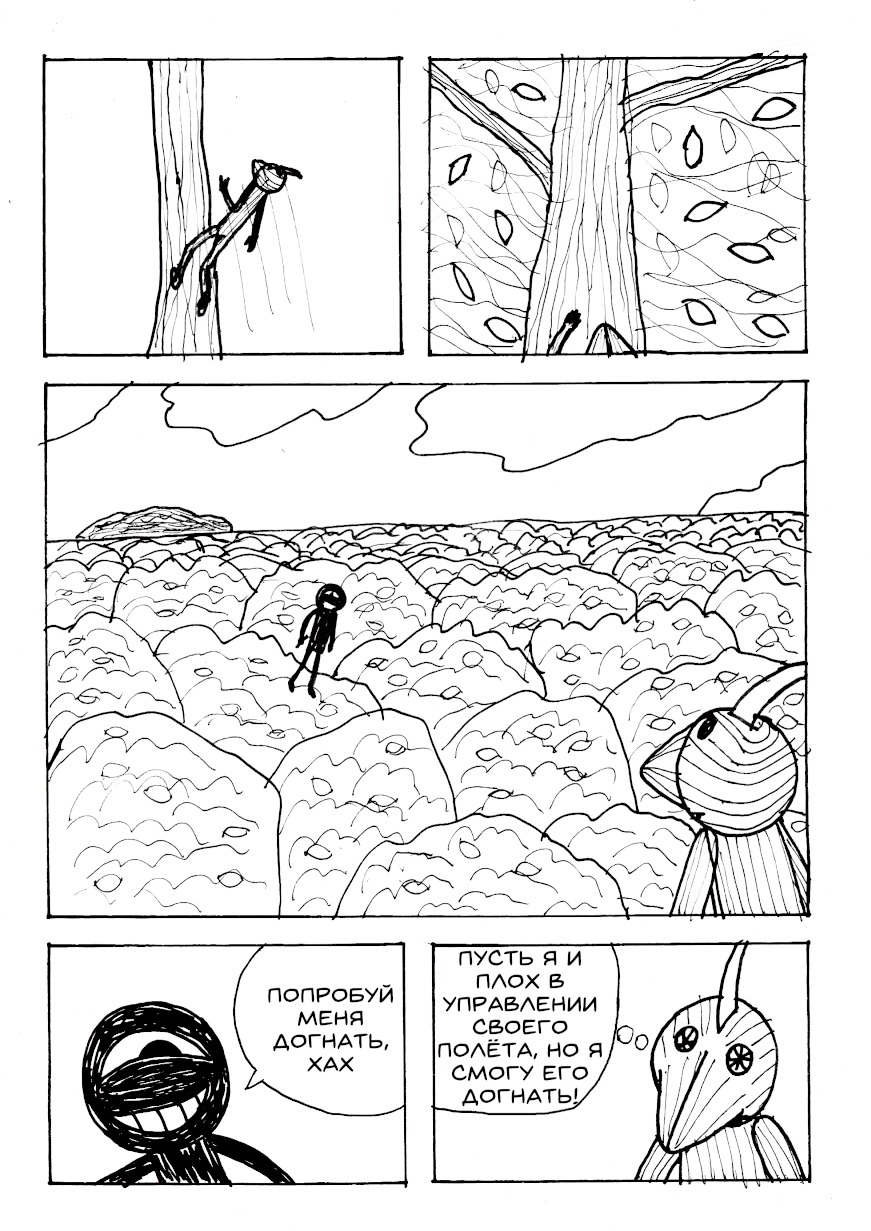 ПОПРОБУЙ
МЕНЯ
ДОГНАТЬ,
ХАХ
ПУСТЬ Я И
ПЛОХ В
УПРАВЛЕНИИ
СВОЕГО
ПОЛЁТА, НО Я
СМОГУ ЕГО
ДОГНАТЬ!